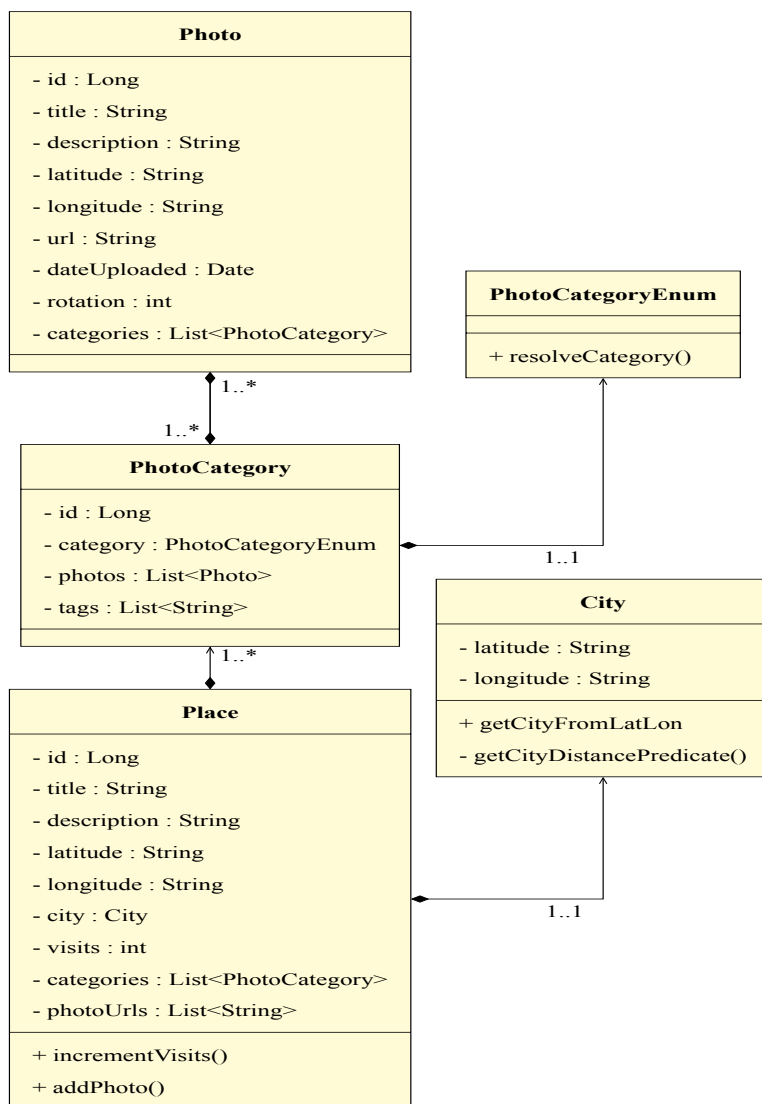 Photo
- id : Long
- title : String
- description : String
- latitude : String
- longitude : String
- url : String
- dateUploaded : Date
- rotation : int
- categories : List<PhotoCategory>
PhotoCategoryEnum
+ resolveCategory()
1..*
1..*
PhotoCategory
- id : Long
- category : PhotoCategoryEnum
- photos : List<Photo>
- tags : List<String>
1..1
1..*
City
- latitude : String
- longitude : String
+ getCityFromLatLon
- getCityDistancePredicate()
1..1
Place
- id : Long
- title : String
- description : String
- latitude : String
- longitude : String
- city : City
- visits : int
- categories : List<PhotoCategory>
- photoUrls : List<String>
+ incrementVisits()
+ addPhoto()